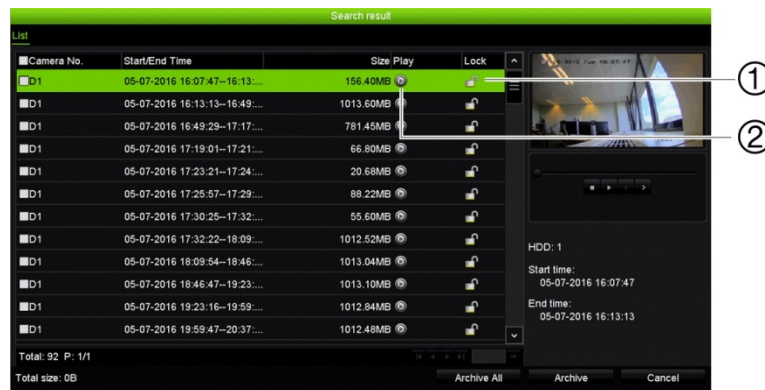 Search result
List
Camera No. Start/End Time Size Play Lock
D1 05-07-2016 16:07:47--16:13:... 156.40MB
D1 05-07-2016 16:13:13--16:49:... 1013.60MB
D1 05-07-2016 16:49:29--17:17:... 781.45MB
D1 05-07-2016 17:19:01--17:21:... 66.80MB
D1 05-07-2016 17:23:21--17:24:... 20.68MB
D1 05-07-2016 17:25:57--17:29:... 88.22MB
D1 05-07-2016 17:30:25--17:32:... 55.60MB
D1 05-07-2016 17:32:22--18:09:... 1012.52MB
D1 05-07-2016 18:09:54--18:46:... 1013.04MB
D1 05-07-2016 18:46:47--19:23:... 1013.10MB
D1 05-07-2016 19:23:16--19:59:... 1012.84MB
D1 05-07-2016 19:59:47--20:37:... 1012.48MB
Total: 92 P: 1/1
Total size: 0B
1
2
HDD: 1
Start time:
05-07-2016 16:07:47
End time:
05-07-2016 16:13:13
Archive All Archive Cancel